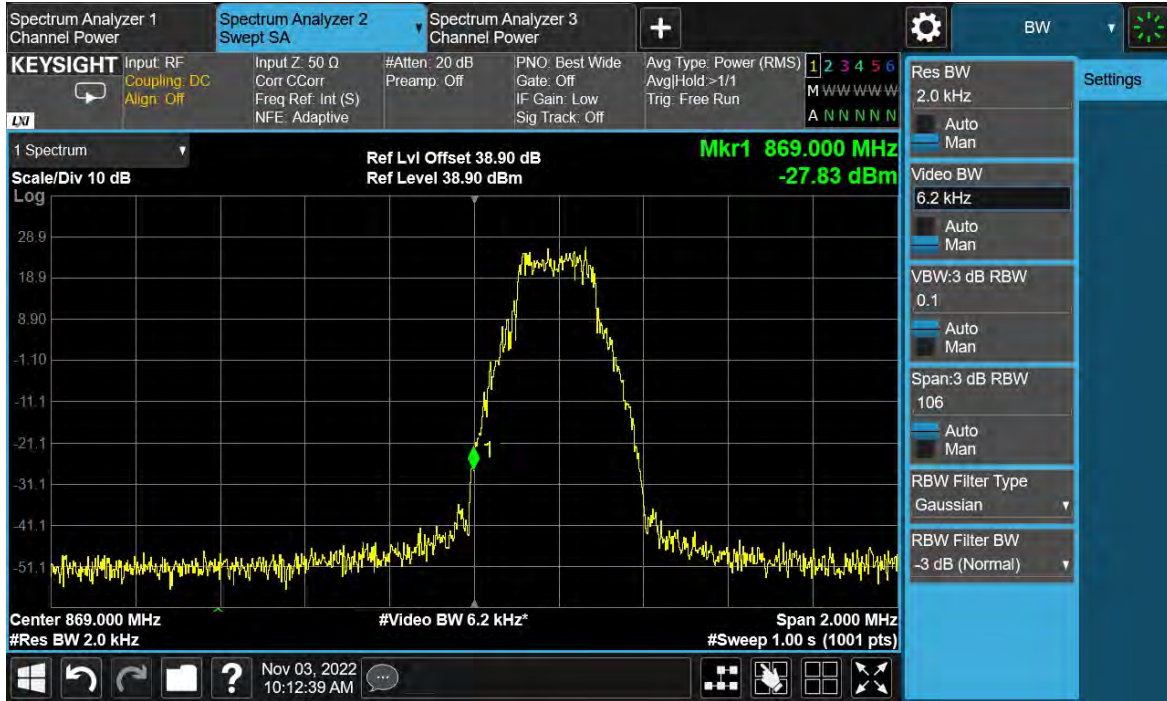 Spectrum Analyzer 1
Channel Power
Spectrum Analyzer 2
Swept SA
Spectrum Analyzer 3
Channel Power
BW
KEYSIGHT
LXI
Input: RF
Coupling: DC
Align: Off
Input Z: 50 Ω
Corr CCorr
Freq Ref: Int (S)
NFE: Adaptive
#Atten: 20 dB
Preamp: Off
PNO: Best Wide
Gate: Off
IF Gain: Low
Sig Track: Off
Avg Type: Power (RMS)
Avg|Hold:>1/1
Trig: Free Run
1 2 3 4 5 6
M W W W W W
A N N N N N
1 Spectrum
Scale/Div 10 dB
Log
Ref Lvl Offset 38.90 dB
Ref Level 38.90 dBm
Mkr1 869.000 MHz
-27.83 dBm
28.9
18.9
8.90
-1.10
-11.1
-21.1
-31.1
-41.1
-51.1
1
Center 869.000 MHz
#Res BW 2.0 kHz
#Video BW 6.2 kHz*
Span 2.000 MHz
#Sweep 1.00 s (1001 pts)
Nov 03, 2022
10:12:39 AM
?
Res BW
2.0 kHz
Auto
Man
Video BW
6.2 kHz
Auto
Man
VBW:3 dB RBW
0.1
Auto
Man
Span:3 dB RBW
106
Auto
Man
RBW Filter Type
Gaussian
RBW Filter BW
-3 dB (Normal)
Settings